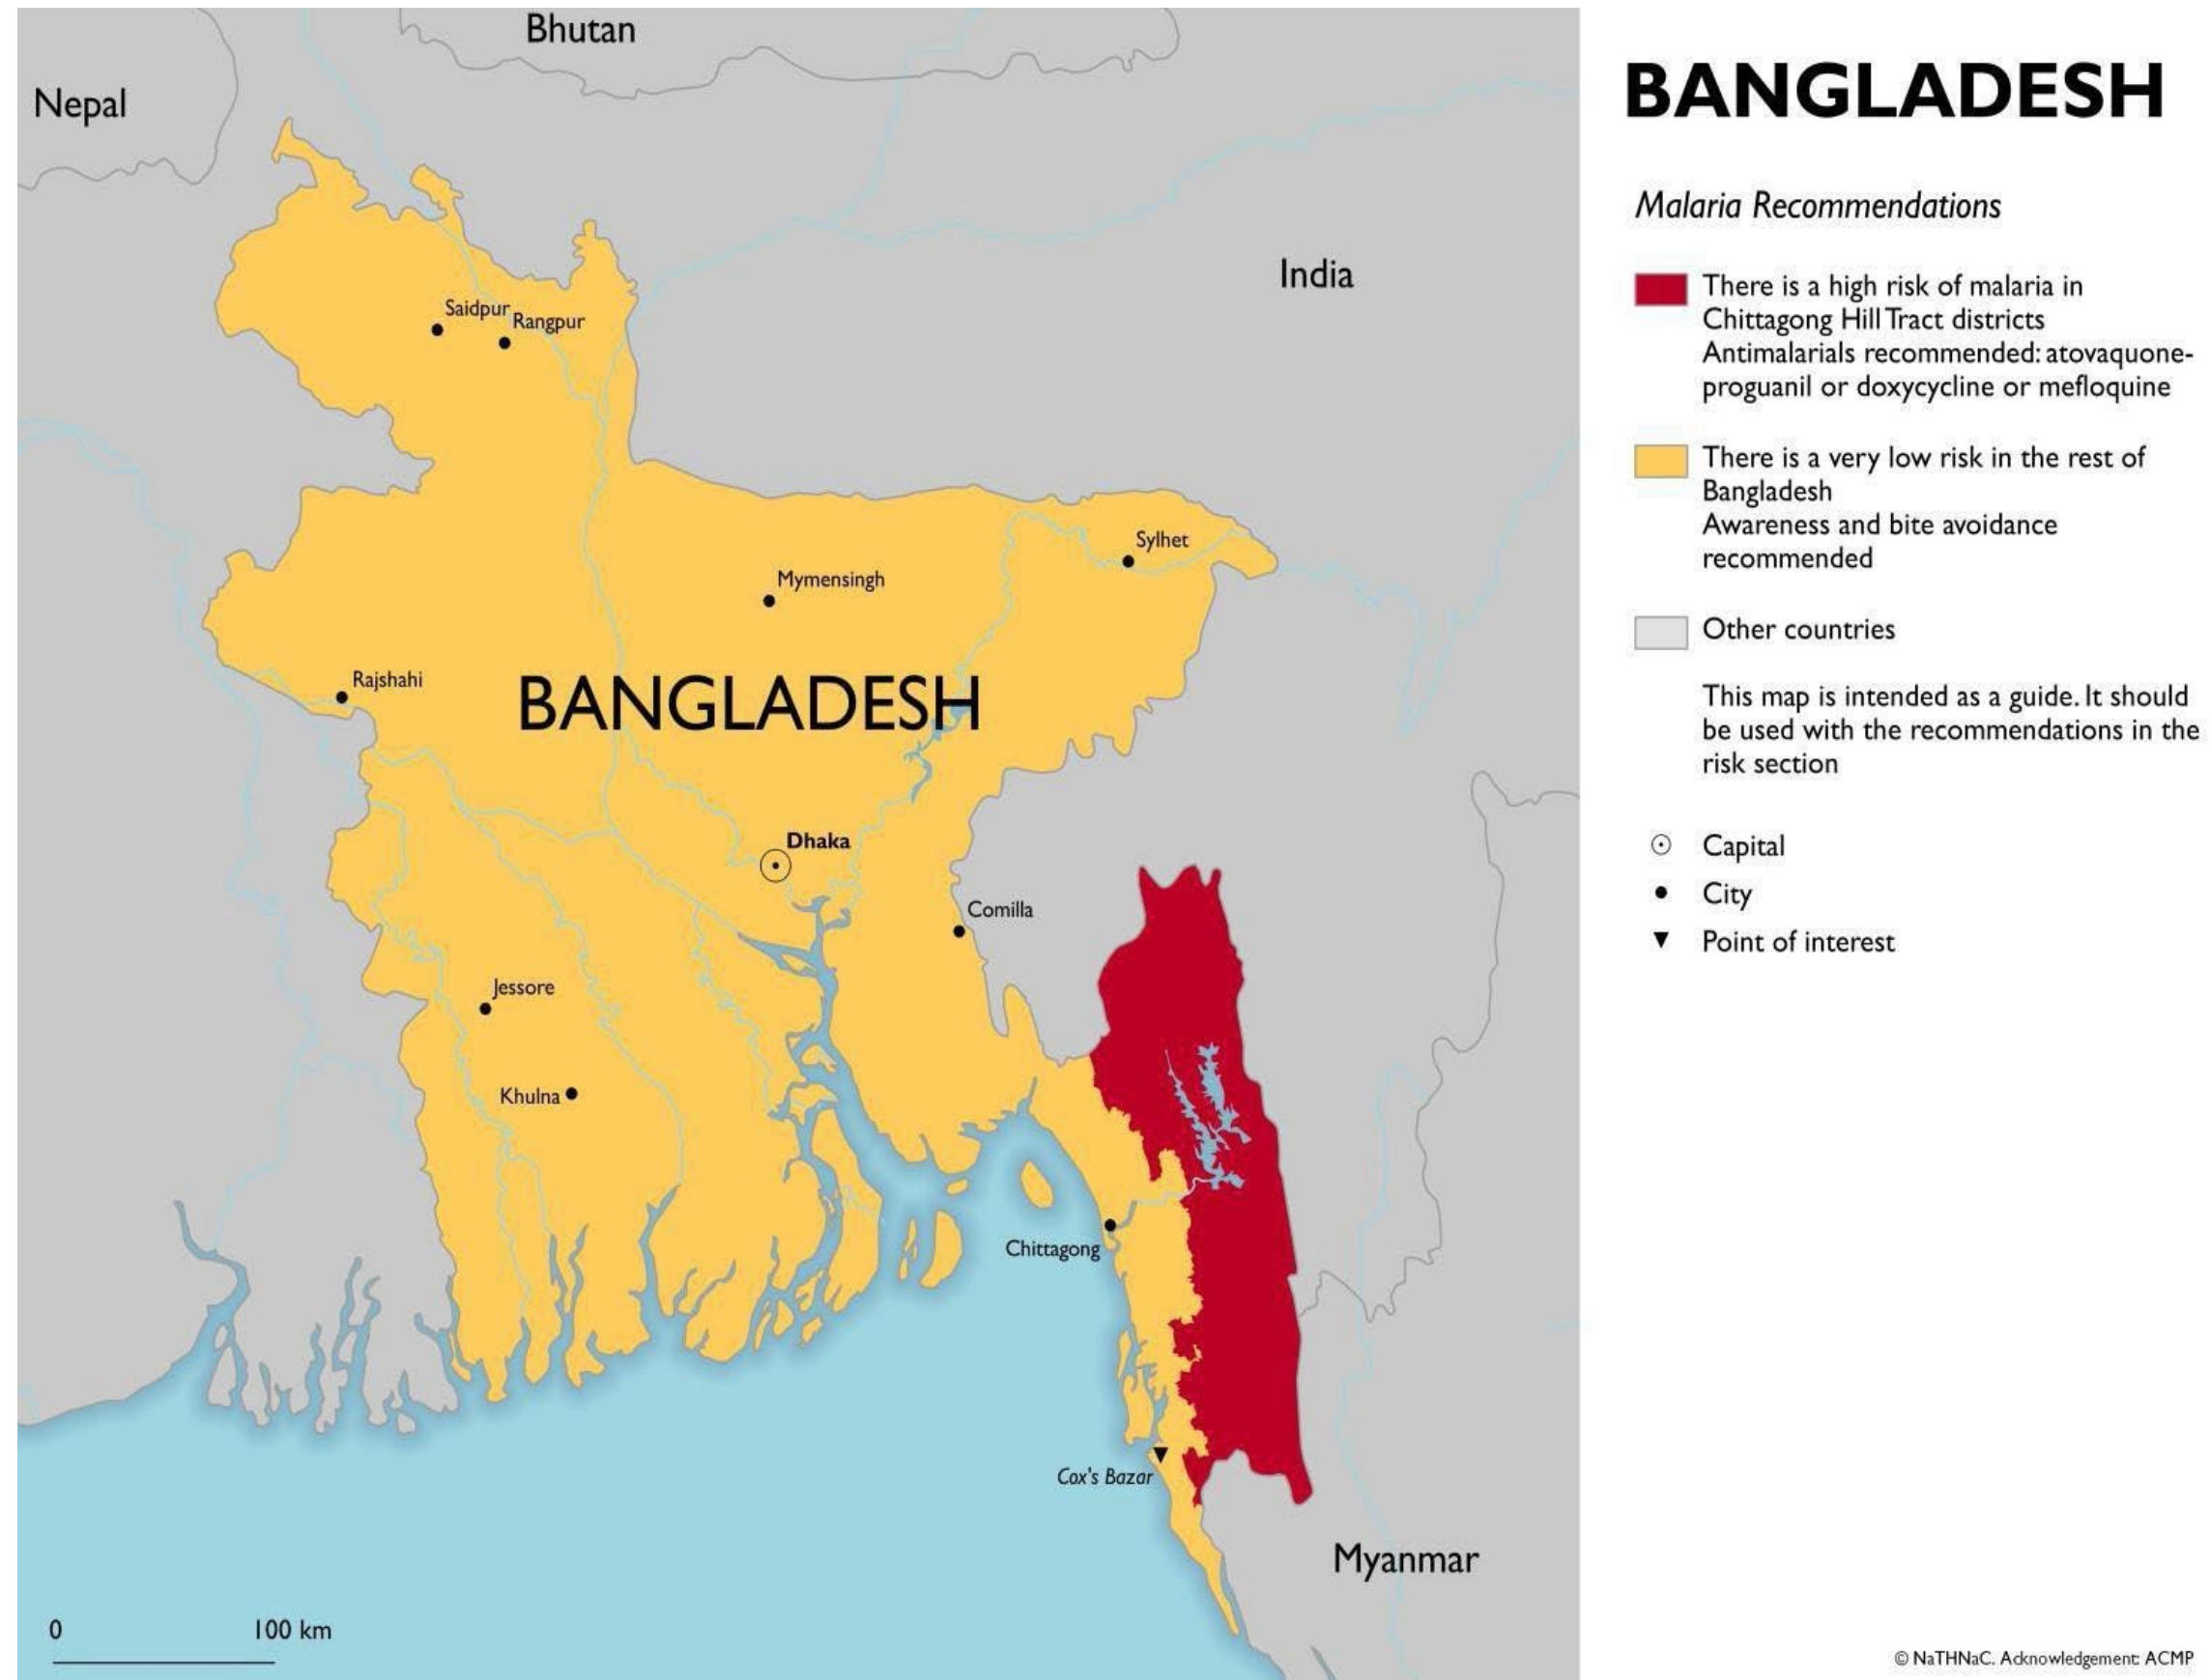 Bhutan
Nepal
India
Saidpur
Rangpur
Sylhet
Mymensingh
Rajshahi
BANGLADESH
Dhaka
Comilla
Jessore
Khulna
Chittagong
Cox's Bazar
Myanmar
0 100 km
BANGLADESH
Malaria Recommendations
There is a high risk of malaria in
Chittagong Hill Tract districts
Antimalarials recommended: atovaquone-
proguanil or doxycycline or mefloquine
There is a very low risk in the rest of
Bangladesh
Awareness and bite avoidance
recommended
Other countries
This map is intended as a guide. It should
be used with the recommendations in the
risk section
Capital
City
Point of interest
© NaTHNaC. Acknowledgement: ACMP